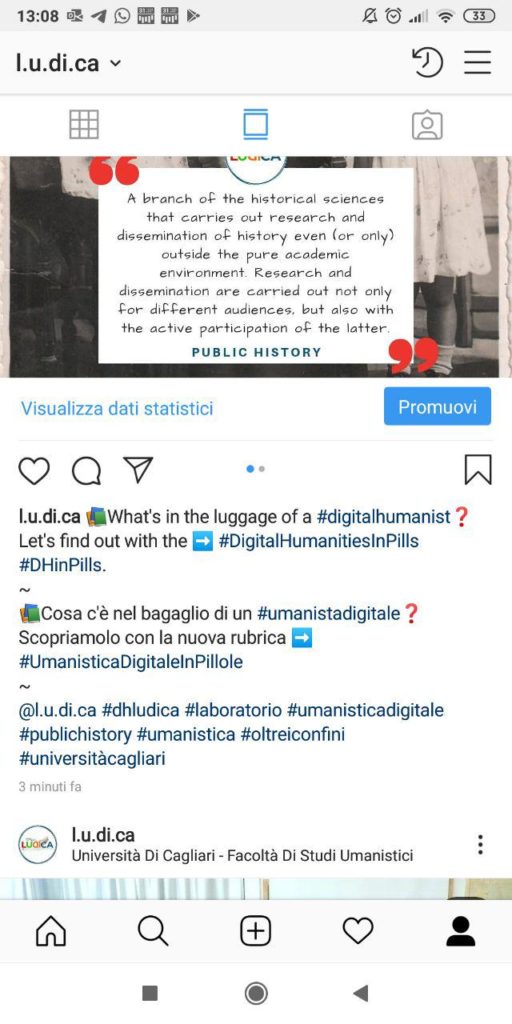 13:08
33
l.u.di.ca
LUDICA
A branch of the historical sciences
that carries out research and
dissemination of history even (or only)
outside the pure academic
environment. Research and
dissemination are carried out not only
for different audiences, but also with
the active participation of the latter.
PUBLIC HISTORY
Visualizza dati statistici
Promuovi
l.u.di.ca What's in the luggage of a #digitalhumanist❓
Let's find out with the ➡️ #DigitalHumanitiesInPills
#DHinPills.
~
Cosa c'è nel bagaglio di un #umanistadigitale❓
Scopriamolo con la nuova rubrica ➡️
#UmanisticaDigitaleInPillole
~
@l.u.di.ca #dhludica #laboratorio #umanisticadigitale
#publichistory #umanistica #oltreiconfini
#universitàcagliari
3 minuti fa
LUDICA
l.u.di.ca
Università Di Cagliari - Facoltà Di Studi Umanistici